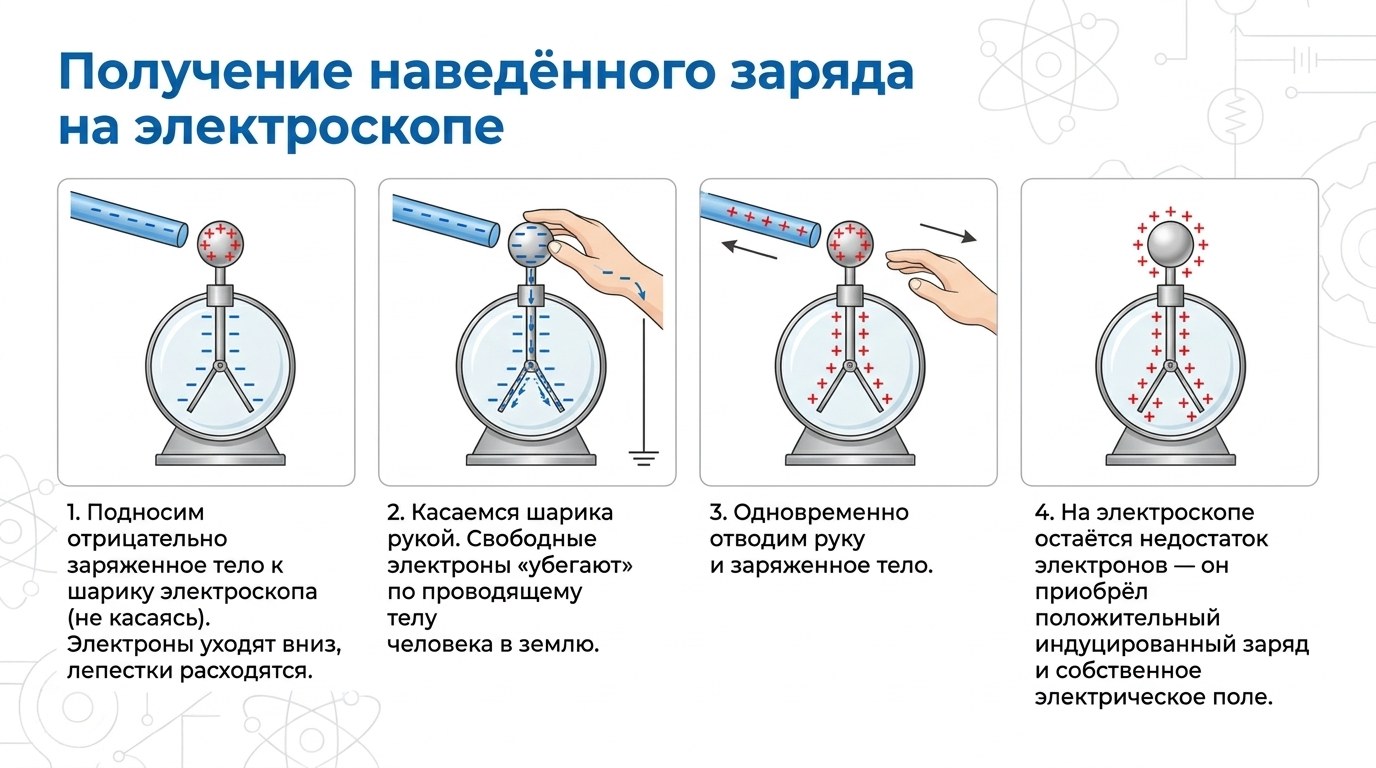 Получение наведённого заряда
на электроскопе
1. Подносим
отрицательно
заряженное тело к
шарику электроскопа
(не касаясь).
Электроны уходят вниз,
лепестки расходятся.
2. Касаемся шарика
рукой. Свободные
электроны «убегают»
по проводящему
телу
человека в землю.
3. Одновременно
отводим руку
и заряженное тело.
4. На электроскопе
остаётся недостаток
электронов — он
приобрёл
положительный
индуцированный заряд
и собственное
электрическое поле.